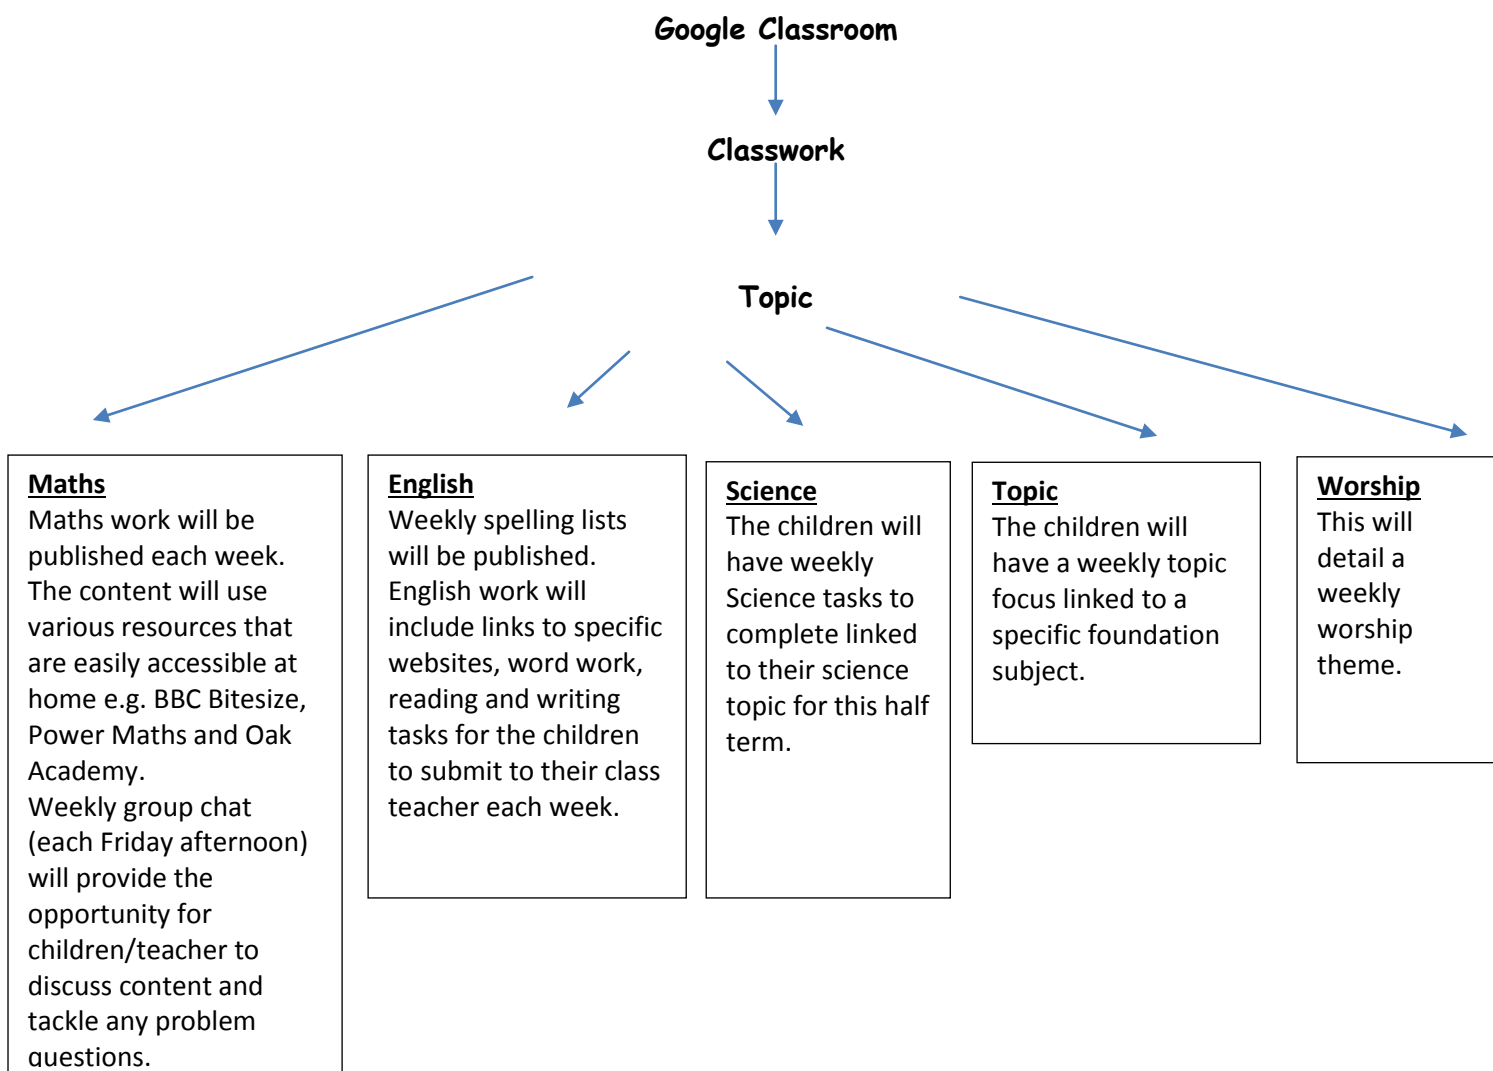 Google Classroom
Classwork
Topic
Maths
Maths work will be
published each week.
The content will use
various resources that
are easily accessible at
home e.g. BBC Bitesize,
Power Maths and Oak
Academy.
Weekly group chat
(each Friday afternoon)
will provide the
opportunity for
children/teacher to
discuss content and
tackle any problem
questions.
English
Weekly spelling lists
will be published.
English work will
include links to specific
websites, word work,
reading and writing
tasks for the children
to submit to their class
teacher each week.
Science
The children will
have weekly
Science tasks to
complete linked
to their science
topic for this half
term.
Topic
The children will
have a weekly topic
focus linked to a
specific foundation
subject.
Worship
This will
detail a
weekly
worship
theme.